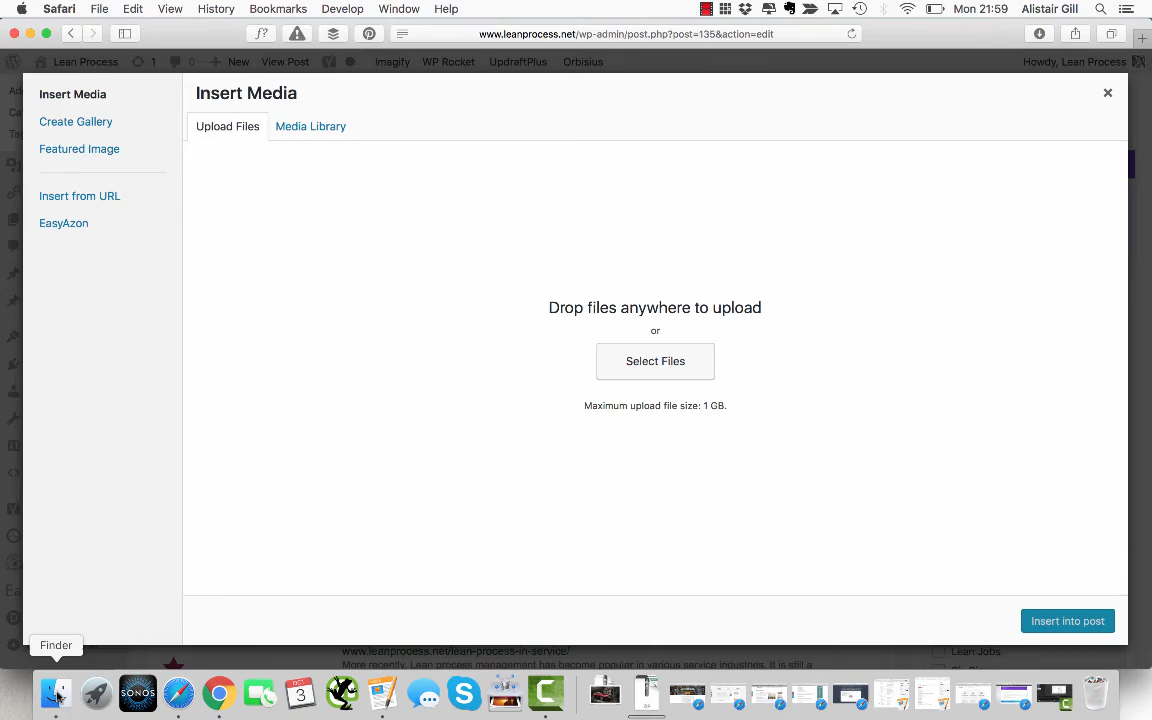 Safari File Edit View History Bookmarks Develop Window Help Mon 21:59 Alistair Gill
www.leanprocess.net/wp-admin/post.php?post=135&action=edit
Lean Process 1 0 + New View Post Imagify WP Rocket UpdraftPlus Orbisius Howdy, Lean Process
Insert Media
Create Gallery
Featured Image
Insert from URL
EasyAzon
Insert Media
Upload Files Media Library
Drop files anywhere to upload
or
Select Files
Maximum upload file size: 1 GB.
Insert into post
www.leanprocess.net/lean-process-in-service/
More recently, Lean process management has become popular in various service industries. It is still a
Lean Jobs
Finder
SONOS
OCT
3
ZIP